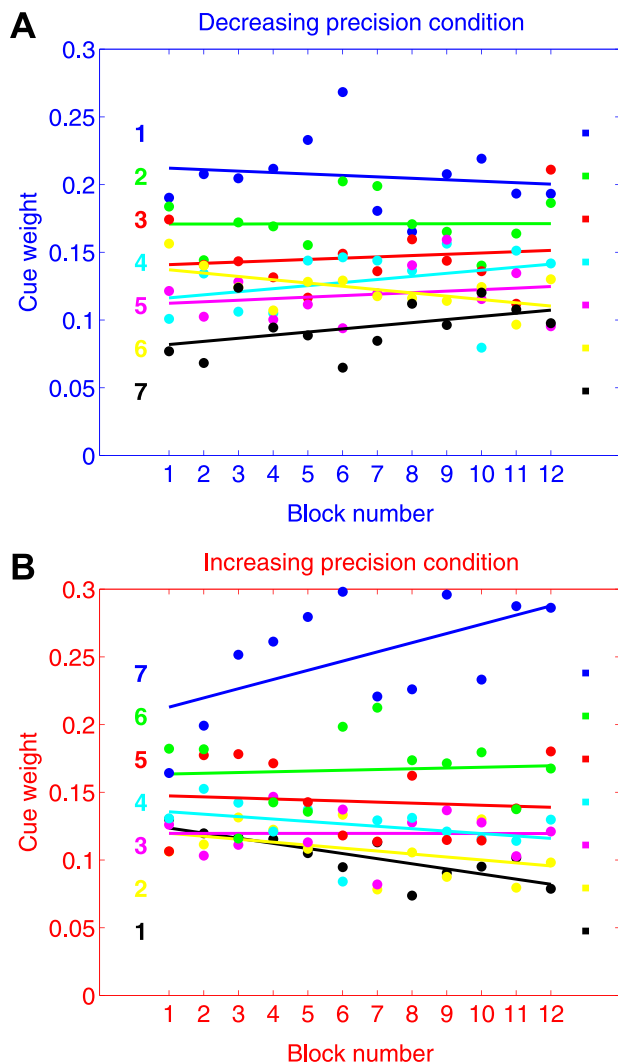 A
Decreasing precision condition
0.3
0.25
0.2
0.15
0.1
0.05
0
Cue weight
1
2
3
4
5
6
7
1 2 3 4 5 6 7 8 9 10 11 12
Block number
B
Increasing precision condition
0.3
0.25
0.2
0.15
0.1
0.05
0
Cue weight
7
6
5
4
3
2
1
1 2 3 4 5 6 7 8 9 10 11 12
Block number